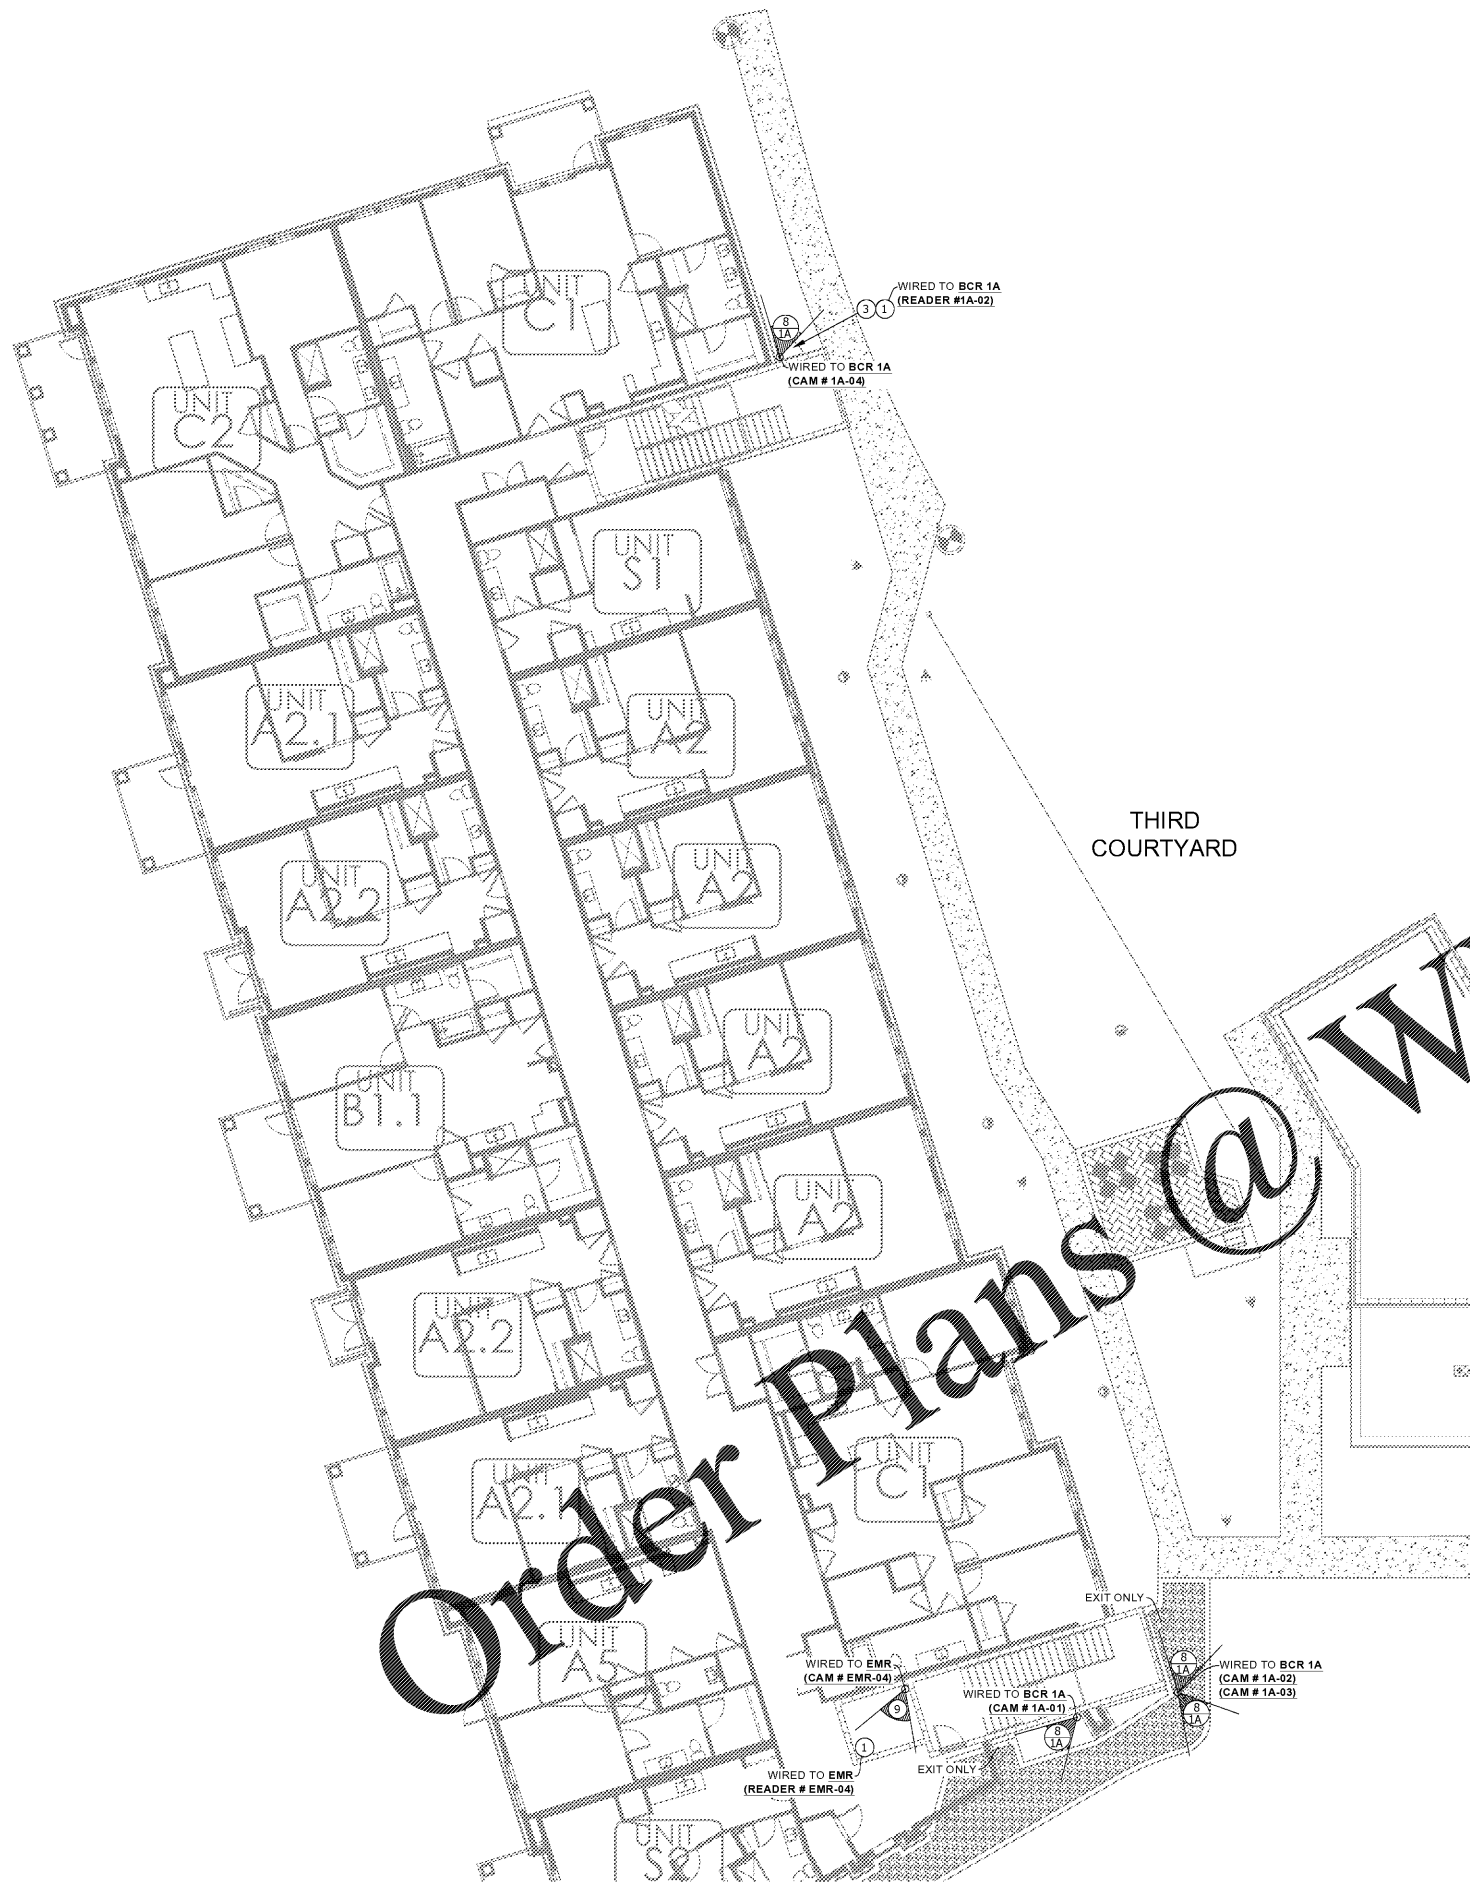 WIRED TO BCR 1A
(READER #1A-02)
3 1
8
1A
WIRED TO BCR 1A
(CAM # 1A-04)
UNIT
C1
UNIT
C2
UNIT
S1
UNIT
A2.1
UNIT
A2
THIRD
COURTYARD
UNIT
A2.2
UNIT
A2
UNIT
A2
UNIT
B1.1
UNIT
A2
UNIT
A2.2
UNIT
C1
UNIT
A2.1
Order Plans @ W
UNIT
A5
EXIT ONLY
WIRED TO EMR
(CAM # EMR-04)
9
WIRED TO BCR 1A
(CAM # 1A-01)
8
1A
8
1A
WIRED TO BCR 1A
(CAM # 1A-02)
(CAM # 1A-03)
8
1A
1
EXIT ONLY
WIRED TO EMR
(READER # EMR-04)
UNIT
S2